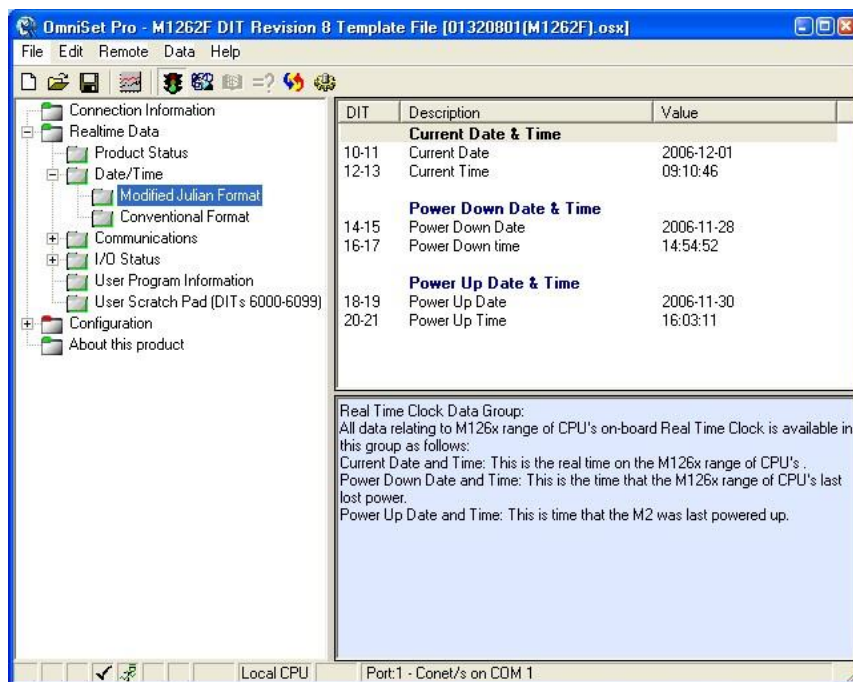 OmniSet Pro - M1262F DIT Revision 8 Template File [01320801(M1262F).osx]
File Edit Remote Data Help
=?
Connection Information
Realtime Data
Product Status
Date/Time
Modified Julian Format
Conventional Format
Communications
I/O Status
User Program Information
User Scratch Pad (DITs 6000-6099)
Configuration
About this product
DIT Description Value
Current Date & Time
10-11 Current Date 2006-12-01
12-13 Current Time 09:10:46
Power Down Date & Time
14-15 Power Down Date 2006-11-28
16-17 Power Down time 14:54:52
Power Up Date & Time
18-19 Power Up Date 2006-11-30
20-21 Power Up Time 16:03:11
Real Time Clock Data Group:
All data relating to M126x range of CPU's on-board Real Time Clock is available in
this group as follows:
Current Date and Time: This is the real time on the M126x range of CPU's .
Power Down Date and Time: This is the time that the M126x range of CPU's last
lost power.
Power Up Date and Time: This is time that the M2 was last powered up.
Local CPU Port:1 - Conet/s on COM 1